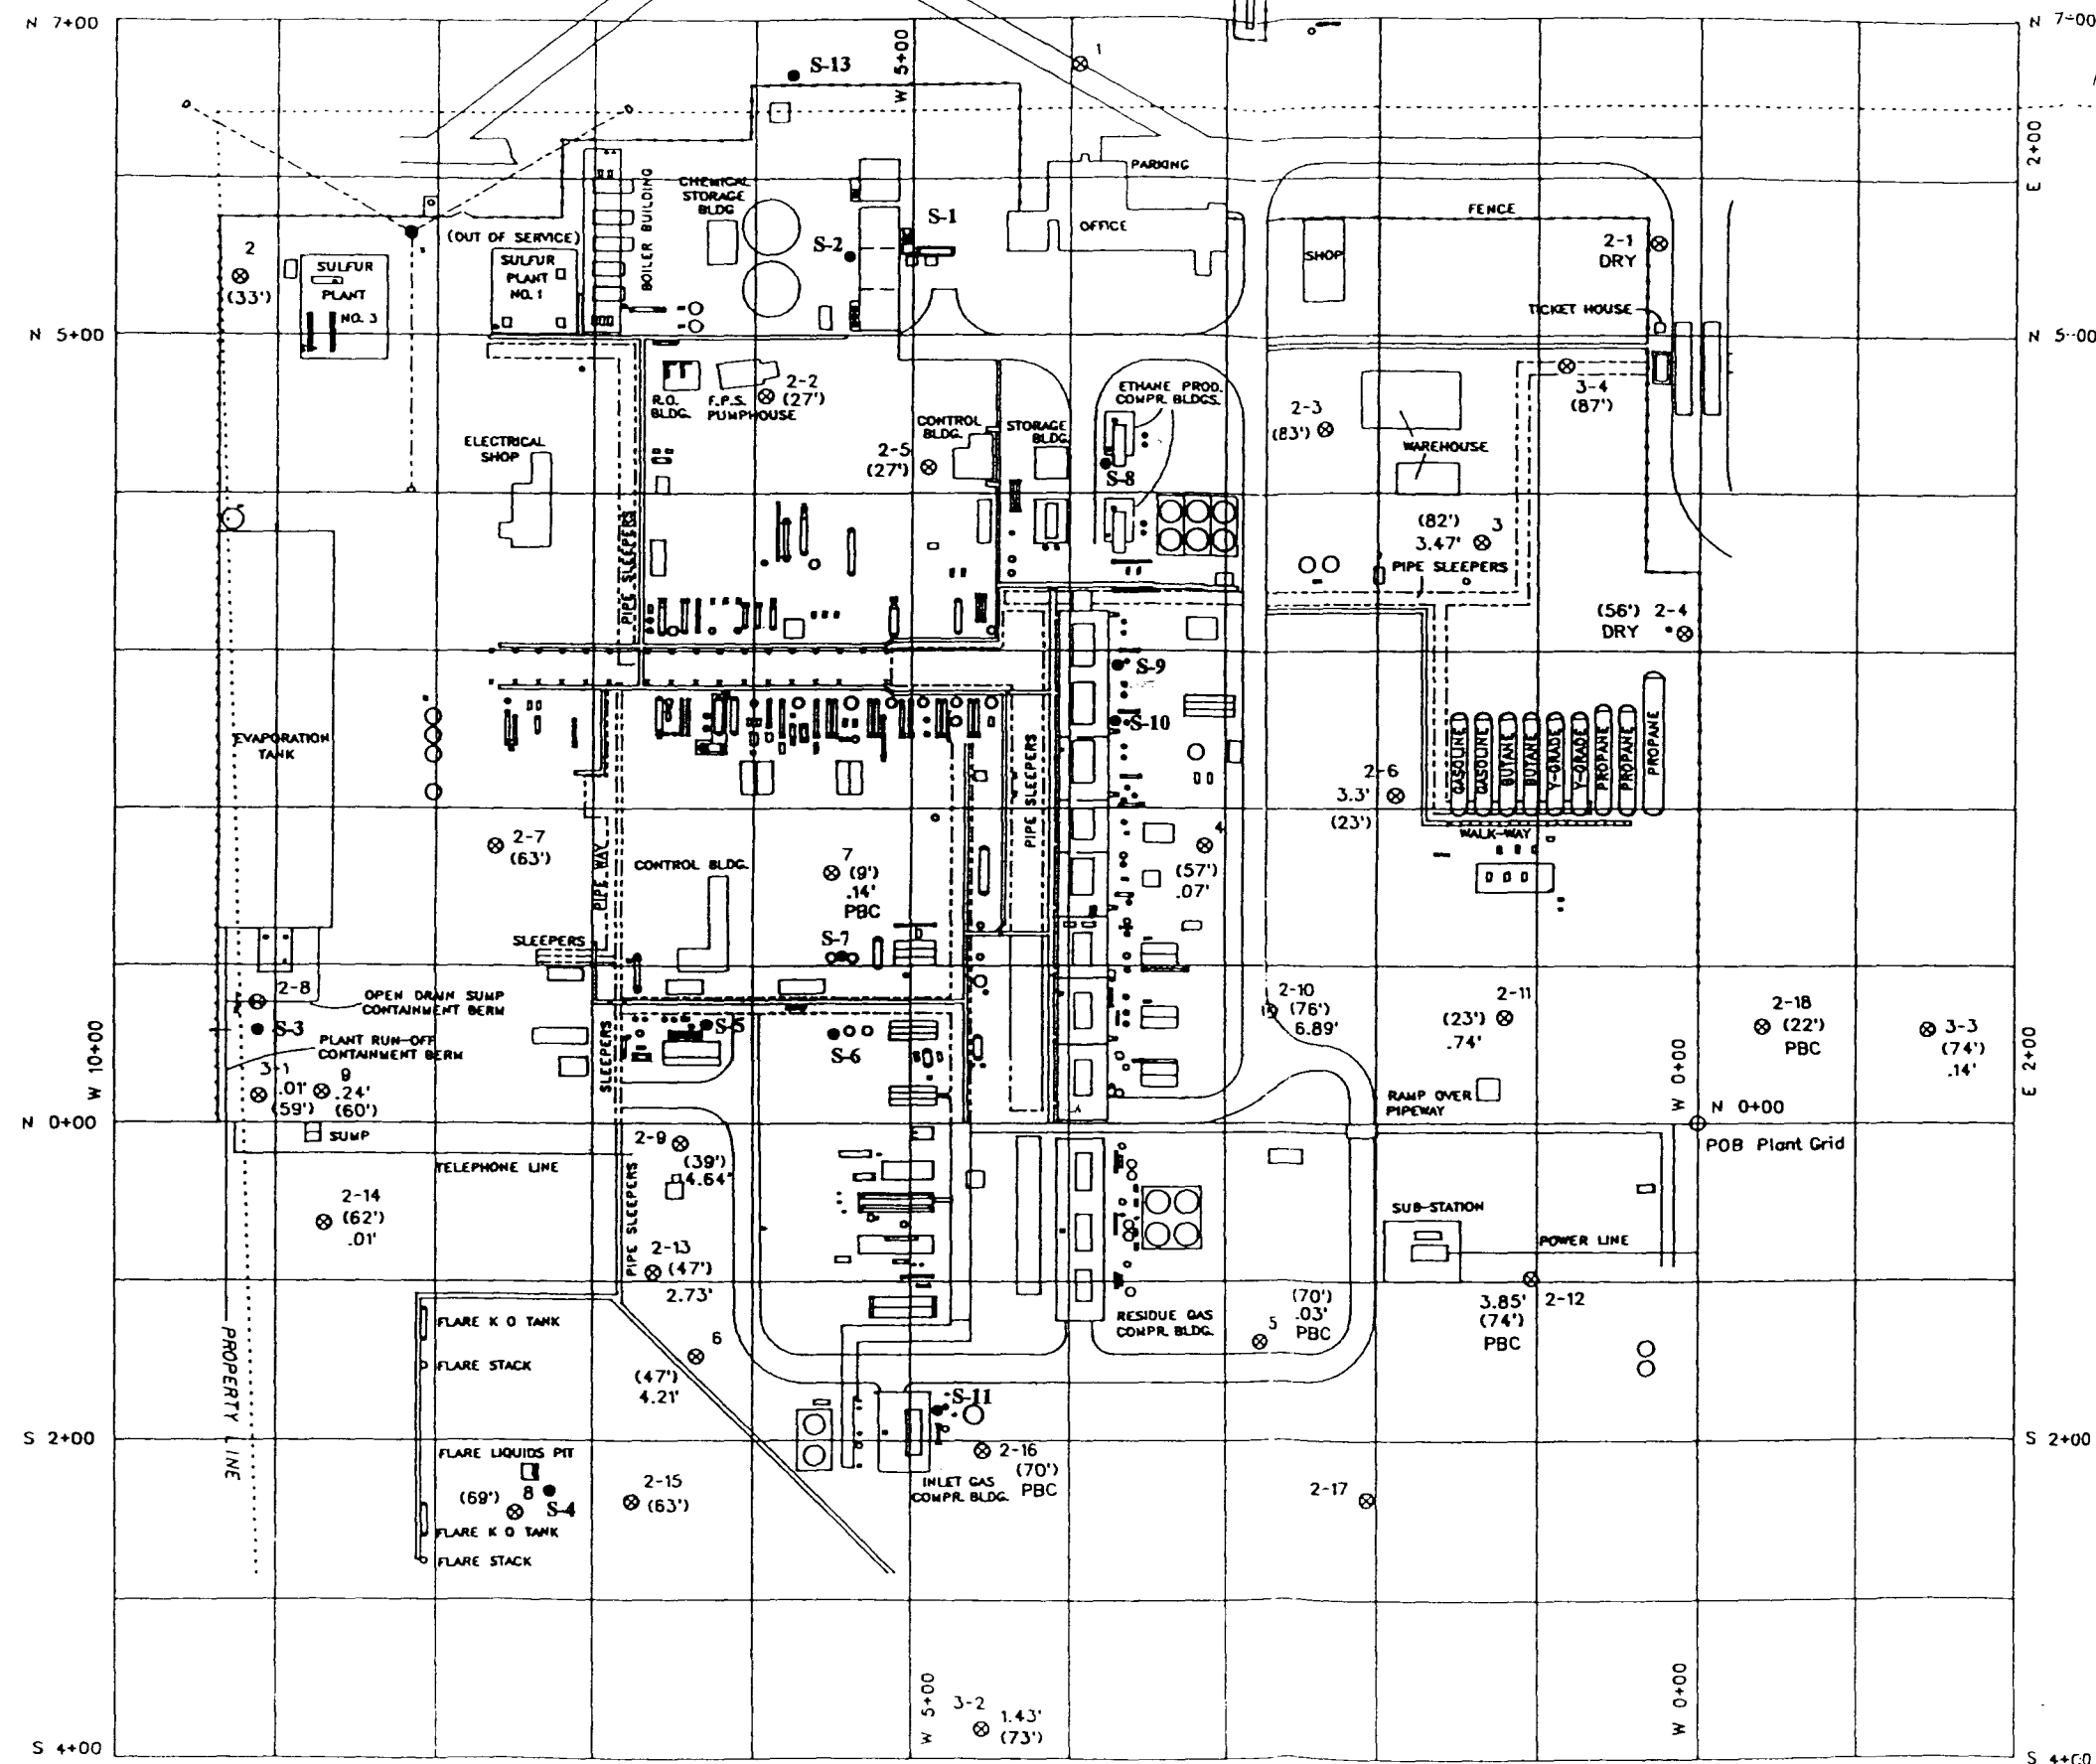 N 7+00
N 7+00
1
S-13
W 5+00
E 2+00
PARKING
BOILER BUILDING
CHEMICAL
STORAGE
BLDG
S-1
FENCE
OFFICE
2
(OUT OF SERVICE)
S-2
2-1
DRY
SULFUR
PLANT
NO. 3
SULFUR
PLANT
NO. 1
SHOP
(33')
TICKET HOUSE
N 5+00
N 5+00
2-2
(27')
R.O.
BLDG.
F.P.S.
PUMPHOUSE
ETHANE PROD.
COMPR. BLDGS.
3-4
(87')
2-3
(83')
CONTROL
BLDG.
STORAGE
BLDG.
ELECTRICAL
SHOP
2-5
(27')
WAREHOUSE
S-8
PIPE SLEEPERS
(82')
3
3.47'
PIPE SLEEPERS
(56')
2-4
DRY
S-9
S-10
EVAPORATION
TANK
PIPE SLEEPERS
GASOLINE
GASOLINE
BUTANE
BUTANE
Y-GRADE
Y-GRADE
PROPANE
PROPANE
PROPANE
2-6
3.3'
(23')
WALK-WAY
2-7
(63')
PIPE WAY
CONTROL BLDG.
7
(9')
.14'
PBC
4
(57')
.07'
SLEEPERS
S-7
2-8
OPEN DRAIN SUMP
CONTAINMENT BERM
2-10
(76')
6.89'
2-11
(23')
.74'
2-18
(22')
PBC
3-3
(74')
.14'
S-3
S-5
S-6
W 10+00
PLANT RUN-OFF
CONTAINMENT BERM
SLEEPERS
W 0+00
E 2+00
3-1
.01'
(59')
9
.24'
(60')
RAMP OVER
PIPEWAY
N 0+00
N 0+00
SUMP
2-9
(39')
4.64'
POB Plant Grid
TELEPHONE LINE
PIPE SLEEPERS
2-14
(62')
.01'
SUB-STATION
2-13
(47')
2.73'
POWER LINE
FLARE K O TANK
RESIDUE GAS
COMPR. BLDG.
(70')
.03'
PBC
5
3.85'
2-12
(74')
PBC
PROPERTY LINE
FLARE STACK
6
(47')
4.21'
S-11
S 2+00
S 2+00
FLARE LIQUIDS PIT
2-16
(70')
PBC
INLET GAS
COMPR. BLDG.
(69')
8
S-4
2-15
(63')
2-17
FLARE K O TANK
FLARE STACK
W 5+00
W 0+00
3-2
1.43'
(73')
S 4+00
S 4+00